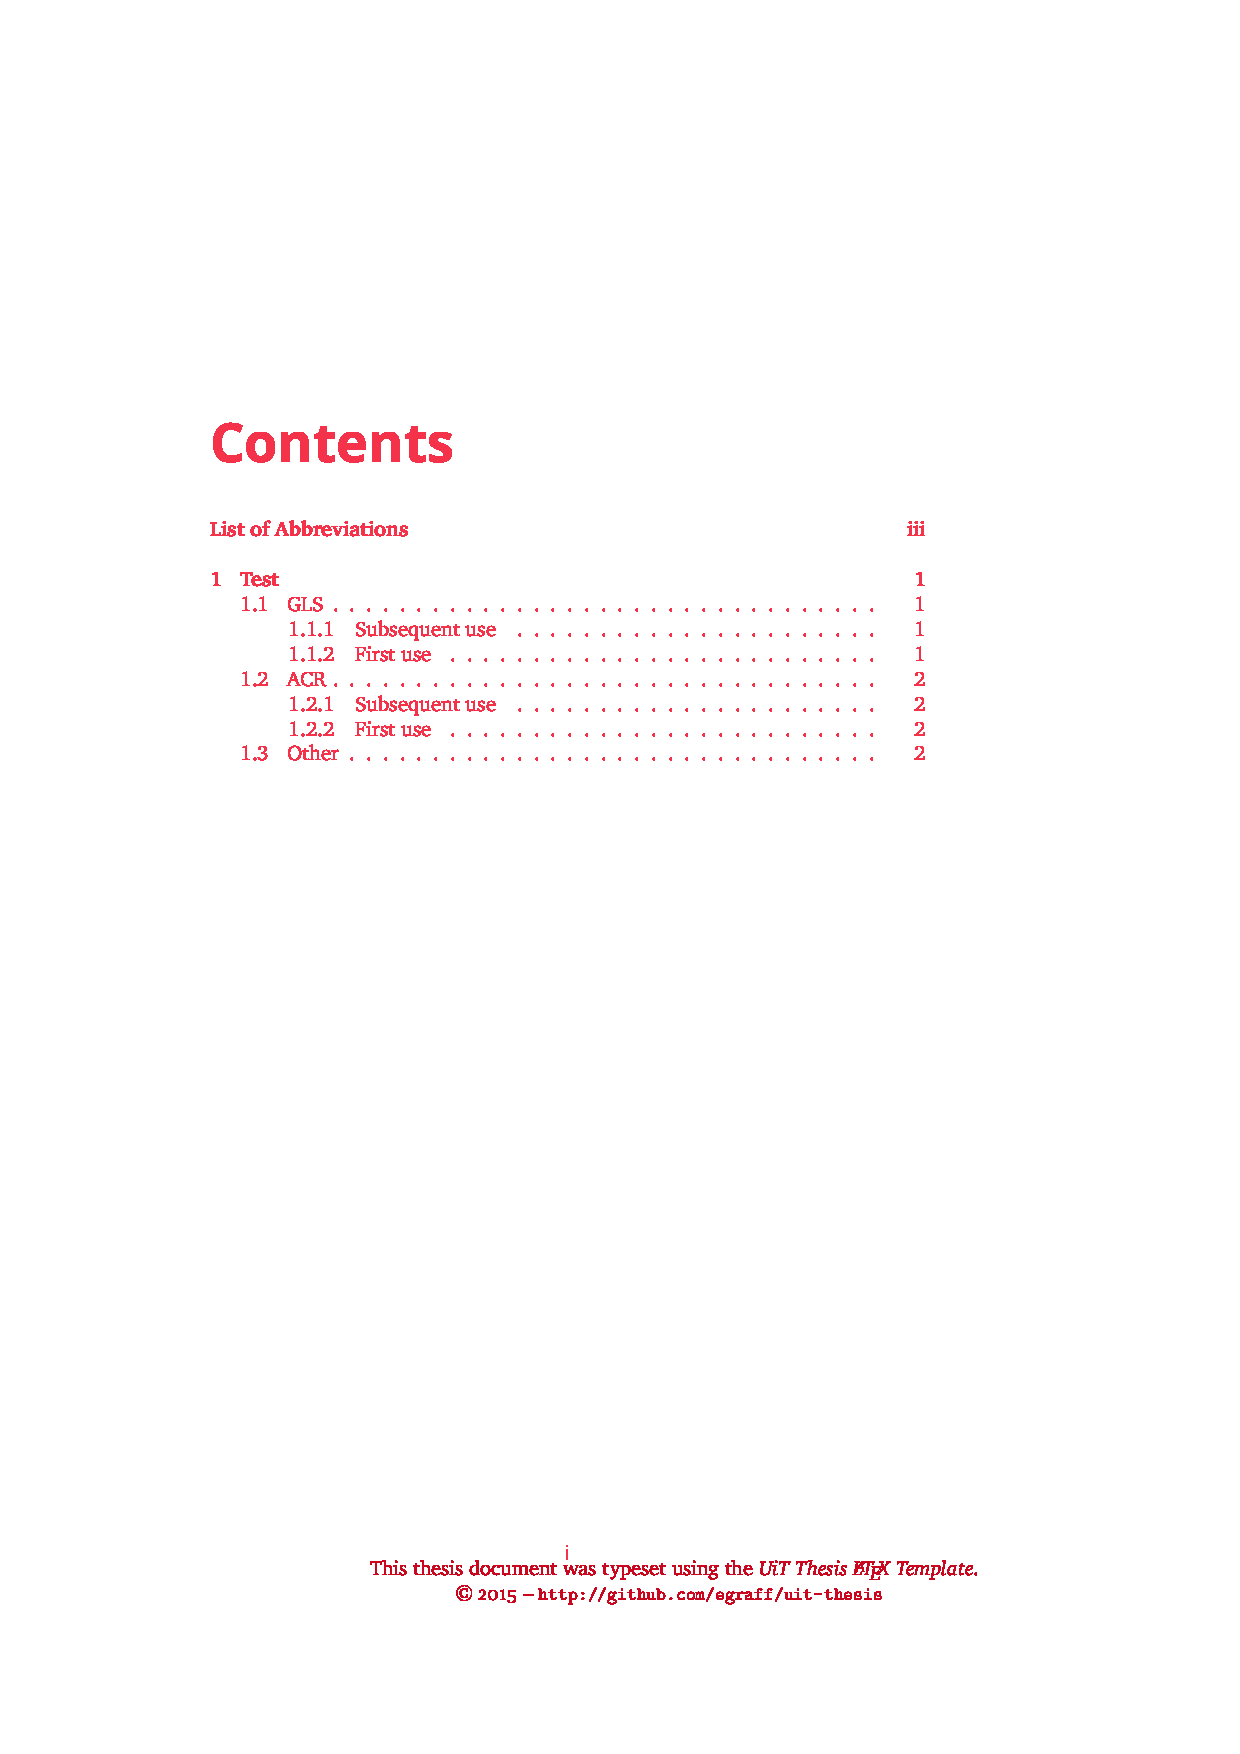 Contents
List of Abbreviations iii
1 Test 1
1.1 GLS . . . . . . . . . . . . . . . . . . . . . . . . . . . . . . . . . 1
1.1.1 Subsequent use . . . . . . . . . . . . . . . . . . . . . . 1
1.1.2 First use . . . . . . . . . . . . . . . . . . . . . . . . . . 1
1.2 ACR . . . . . . . . . . . . . . . . . . . . . . . . . . . . . . . . . 2
1.2.1 Subsequent use . . . . . . . . . . . . . . . . . . . . . . 2
1.2.2 First use . . . . . . . . . . . . . . . . . . . . . . . . . . 2
1.3 Other . . . . . . . . . . . . . . . . . . . . . . . . . . . . . . . . 2
i
This thesis document was typeset using the UiT Thesis LATEX Template.
© 2015 – http://github.com/egraff/uit-thesis